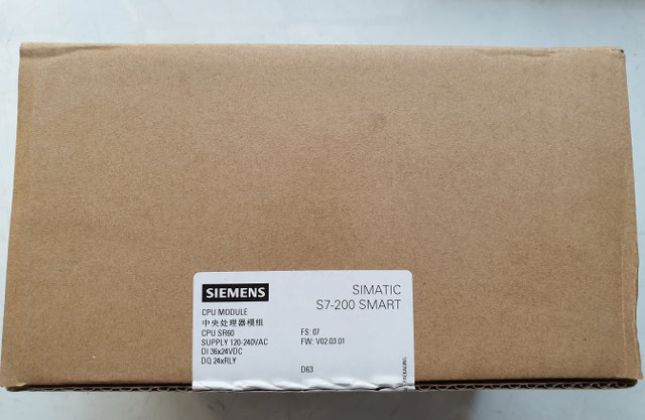 SIEMENS
SIMATIC
S7-200 SMART
CPU MODULE
中央处理器模组
CPU SR60 FS: 07
SUPPLY 120-240VAC FW: V02.03.01
DI 36x24VDC
DQ 24xRLY
D63